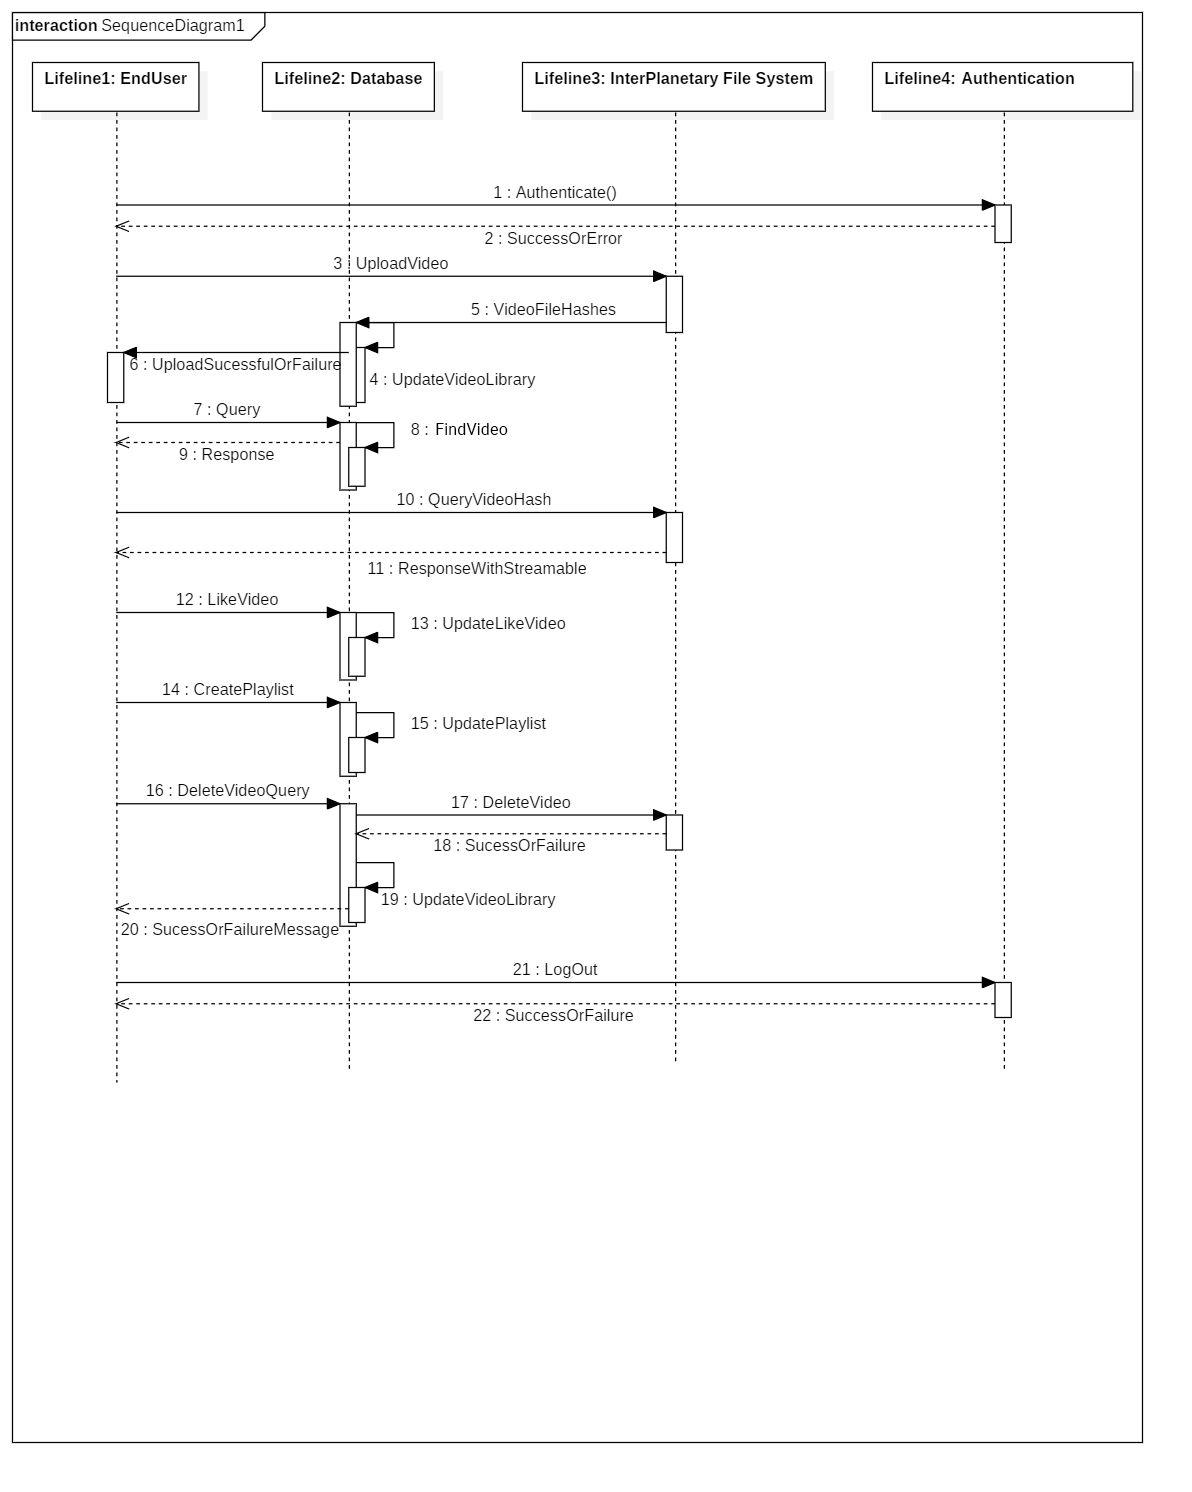 interaction SequenceDiagram1
Lifeline1: EndUser
Lifeline2: Database
Lifeline3: InterPlanetary File System
Lifeline4: Authentication
1 : Authenticate()
2 : SuccessOrError
3 : UploadVideo
5 : VideoFileHashes
6 : UploadSucessfulOrFailure
4 : UpdateVideoLibrary
7 : Query
8 : FindVideo
9 : Response
10 : QueryVideoHash
11 : ResponseWithStreamable
12 : LikeVideo
13 : UpdateLikeVideo
14 : CreatePlaylist
15 : UpdatePlaylist
16 : DeleteVideoQuery
17 : DeleteVideo
18 : SucessOrFailure
19 : UpdateVideoLibrary
20 : SucessOrFailureMessage
21 : LogOut
22 : SuccessOrFailure